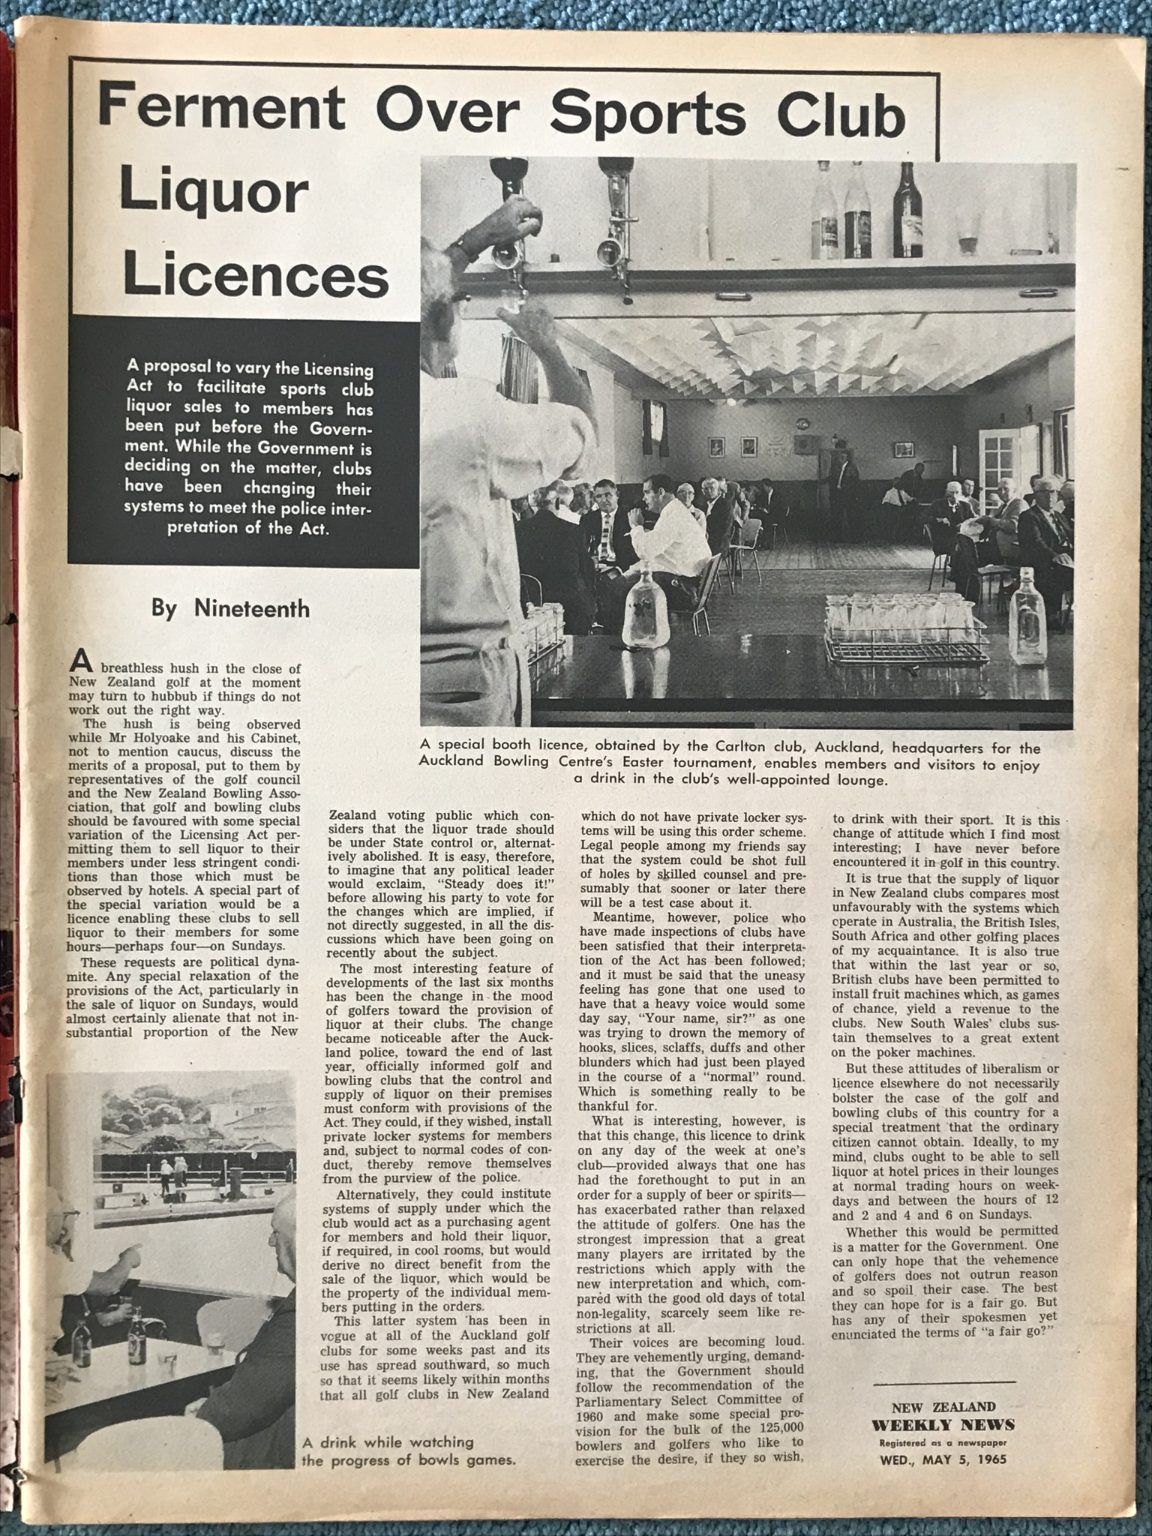 Ferment Over Sports Club
Liquor
Licences
A proposal to vary the Licensing
Act to facilitate sports club
liquor sales to members has
been put before the Govern-
ment. While the Government is
deciding on the matter, clubs
have been changing their
systems to meet the police inter-
pretation of the Act.
By Nineteenth
A special booth licence, obtained by the Carlton club, Auckland, headquarters for the
Auckland Bowling Centre's Easter tournament, enables members and visitors to enjoy
a drink in the club's well-appointed lounge.
A breathless hush in the close of
New Zealand golf at the moment
may turn to hubbub if things do not
work out the right way.
The hush is being observed
while Mr Holyoake and his Cabinet,
not to mention caucus, discuss the
merits of a proposal, put to them by
representatives of the golf council
and the New Zealand Bowling Asso-
ciation, that golf and bowling clubs
should be favoured with some special
variation of the Licensing Act per-
mitting them to sell liquor to their
members under less stringent condi-
tions than those which must be
observed by hotels. A special part of
the special variation would be a
licence enabling these clubs to sell
liquor to their members for some
hours—perhaps four—on Sundays.
These requests are political dyna-
mite. Any special relaxation of the
provisions of the Act, particularly in
the sale of liquor on Sundays, would
almost certainly alienate that not in-
substantial proportion of the New
Zealand voting public which con-
siders that the liquor trade should
be under State control or, alternat-
ively abolished. It is easy, therefore,
to imagine that any political leader
would exclaim, "Steady does it!"
before allowing his party to vote for
the changes which are implied, if
not directly suggested, in all the dis-
cussions which have been going on
recently about the subject.
The most interesting feature of
developments of the last six months
has been the change in the mood
of golfers toward the provision of
liquor at their clubs. The change
became noticeable after the Auck-
land police, toward the end of last
year, officially informed golf and
bowling clubs that the control and
supply of liquor on their premises
must conform with provisions of the
Act. They could, if they wished, install
private locker systems for members
and, subject to normal codes of con-
duct, thereby remove themselves
from the purview of the police.
Alternatively, they could institute
systems of supply under which the
club would act as a purchasing agent
for members and hold their liquor,
if required, in cool rooms, but would
derive no direct benefit from the
sale of the liquor, which would be
the property of the individual mem-
bers putting in the orders.
This latter system has been in
vogue at all of the Auckland golf
clubs for some weeks past and its
use has spread southward, so much
so that it seems likely within months
that all golf clubs in New Zealand
which do not have private locker sys-
tems will be using this order scheme.
Legal people among my friends say
that the system could be shot full
of holes by skilled counsel and pre-
sumably that sooner or later there
will be a test case about it.
Meantime, however, police who
have made inspections of clubs have
been satisfied that their interpreta-
tion of the Act has been followed;
and it must be said that the uneasy
feeling has gone that one used to
have that a heavy voice would some
day say, "Your name, sir?" as one
was trying to drown the memory of
hooks, slices, sclaffs, duffs and other
blunders which had just been played
in the course of a "normal" round.
Which is something really to be
thankful for.
What is interesting, however, is
that this change, this licence to drink
on any day of the week at one's
club—provided always that one has
had the forethought to put in an
order for a supply of beer or spirits—
has exacerbated rather than relaxed
the attitude of golfers. One has the
strongest impression that a great
many players are irritated by the
restrictions which apply with the
new interpretation and which, com-
pared with the good old days of total
non-legality, scarcely seem like re-
strictions at all.
Their voices are becoming loud.
They are vehemently urging, demand-
ing, that the Government should
follow the recommendation of the
Parliamentary Select Committee of
1960 and make some special pro-
vision for the bulk of the 125,000
bowlers and golfers who like to
exercise the desire, if they so wish,
to drink with their sport. It is this
change of attitude which I find most
interesting; I have never before
encountered it in golf in this country.
It is true that the supply of liquor
in New Zealand clubs compares most
unfavourably with the systems which
operate in Australia, the British Isles,
South Africa and other golfing places
of my acquaintance. It is also true
that within the last year or so,
British clubs have been permitted to
install fruit machines which, as games
of chance, yield a revenue to the
clubs. New South Wales' clubs sus-
tain themselves to a great extent
on the poker machines.
But these attitudes of liberalism or
licence elsewhere do not necessarily
bolster the case of the golf and
bowling clubs of this country for a
special treatment that the ordinary
citizen cannot obtain. Ideally, to my
mind, clubs ought to be able to sell
liquor at hotel prices in their lounges
at normal trading hours on week-
days and between the hours of 12
and 2 and 4 and 6 on Sundays.
Whether this would be permitted
is a matter for the Government. One
can only hope that the vehemence
of golfers does not outrun reason
and so spoil their case. The best
they can hope for is a fair go. But
has any of their spokesmen yet
enunciated the terms of "a fair go?"
A drink while watching
the progress of bowls games.
NEW ZEALAND
WEEKLY NEWS
Registered as a newspaper
WED., MAY 5, 1965